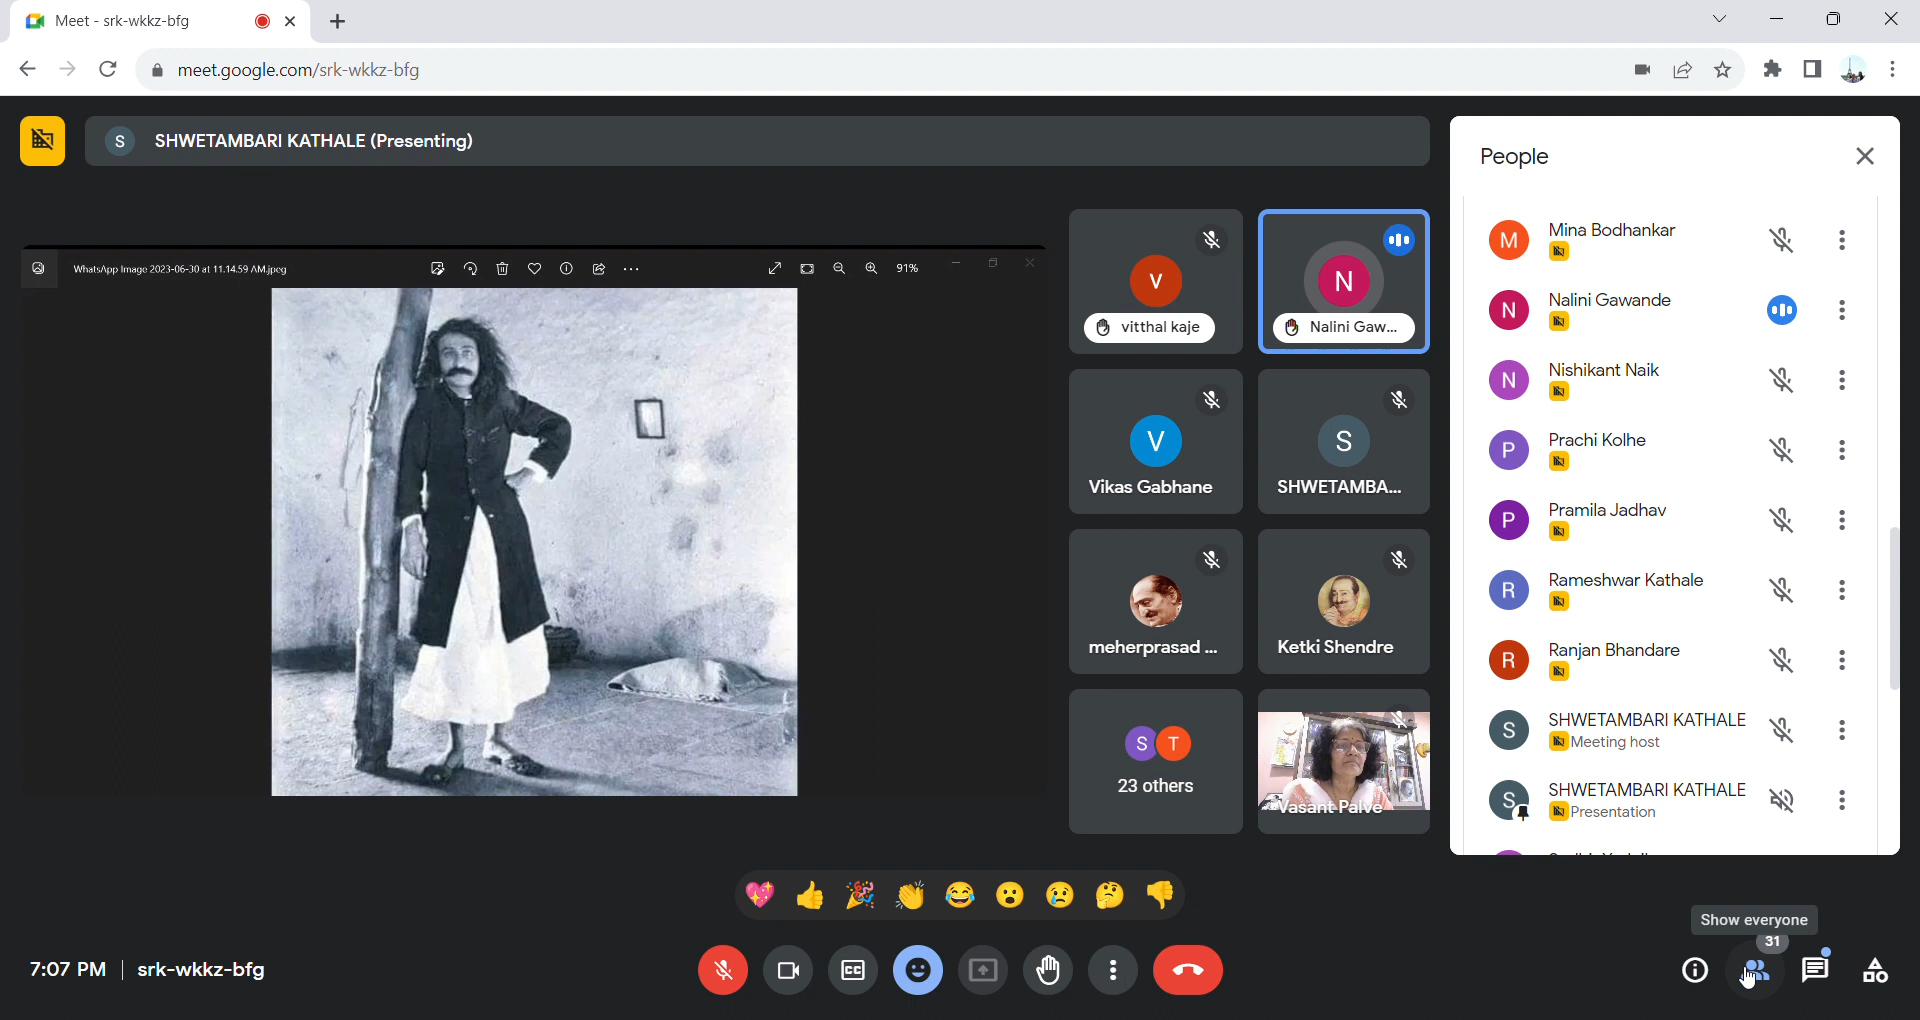 Meet - srk-wkkz-bfg
meet.google.com/srk-wkkz-bfg
S SHWETAMBARI KATHALE (Presenting)
WhatsApp Image 2023-06-30 at 11.14.59 AM.jpeg
91%
V
vitthal kaje
N
Nalini Gaw...
V
Vikas Gabhane
S
SHWETAMBA...
meherprasad ...
Ketki Shendre
S T
23 others
Vasant Palve
People
M Mina Bodhankar
N Nalini Gawande
N Nishikant Naik
P Prachi Kolhe
P Pramila Jadhav
R Rameshwar Kathale
R Ranjan Bhandare
S SHWETAMBARI KATHALE
Meeting host
S SHWETAMBARI KATHALE
Presentation
Show everyone
31
7:07 PM | srk-wkkz-bfg
CC